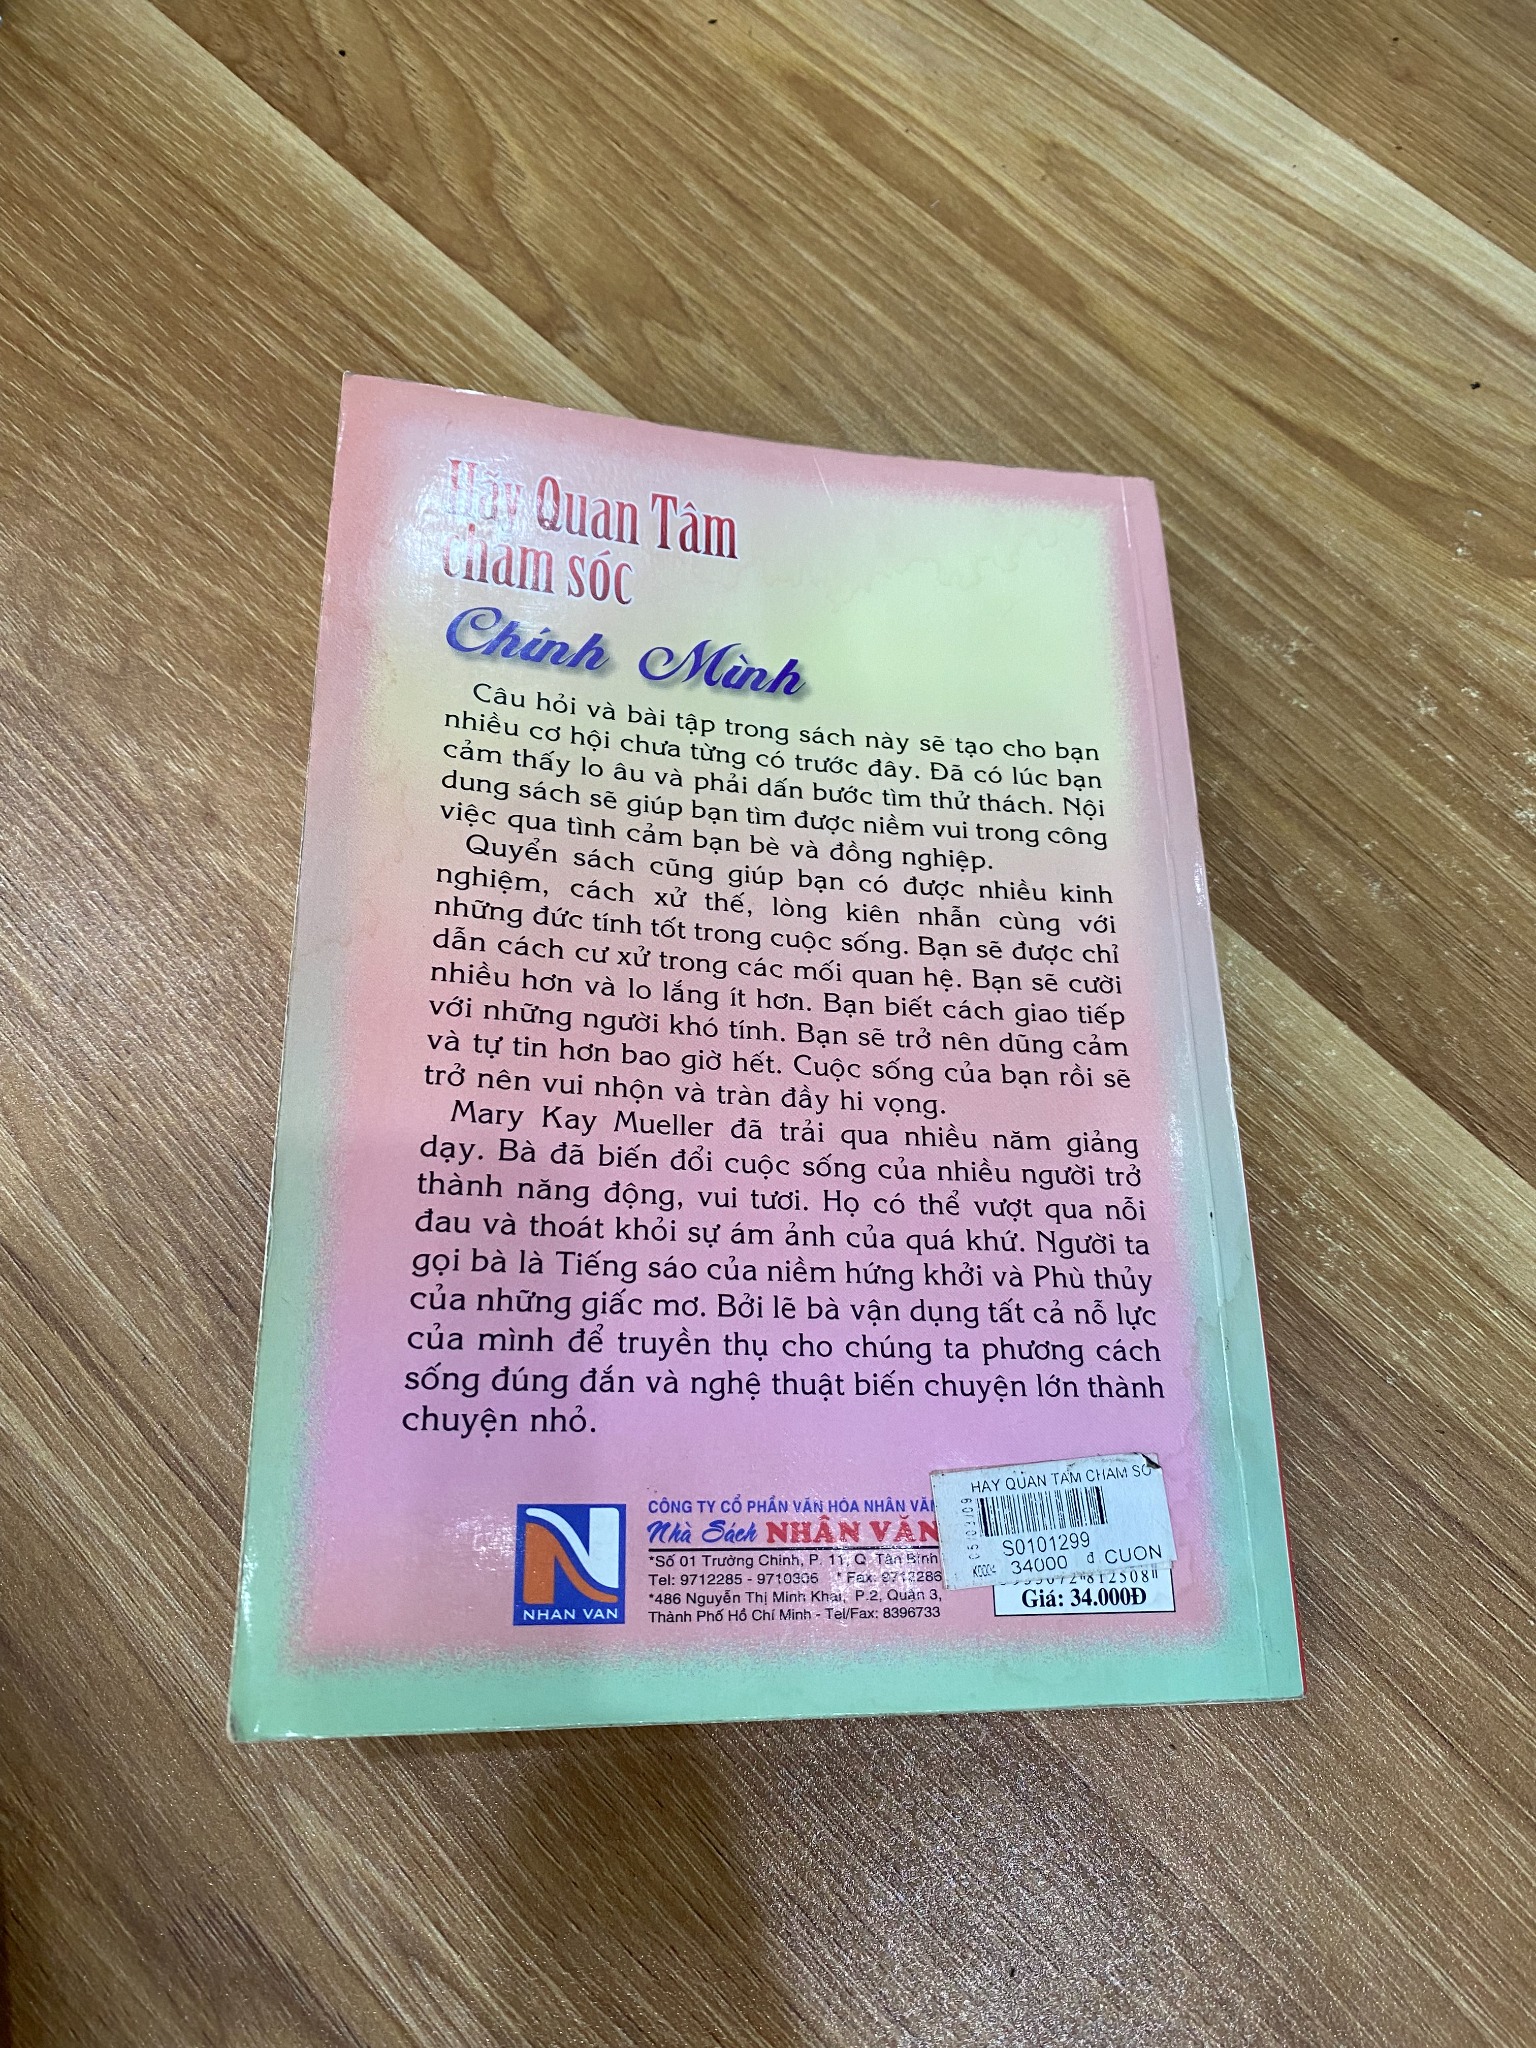 Hãy Quan Tâm
chăm sóc
Chính Mình
Câu hỏi và bài tập trong sách này sẽ tạo cho bạn
nhiều cơ hội chưa từng có trước đây. Đã có lúc bạn
cảm thấy lo âu và phải dấn bước tìm thử thách. Nội
dung sách sẽ giúp bạn tìm được niềm vui trong công
việc qua tình cảm bạn bè và đồng nghiệp.
Quyển sách cũng giúp bạn có được nhiều kinh
nghiệm, cách xử thế, lòng kiên nhẫn cùng với
những đức tính tốt trong cuộc sống. Bạn sẽ được chỉ
dẫn cách cư xử trong các mối quan hệ. Bạn sẽ cười
nhiều hơn và lo lắng ít hơn. Bạn biết cách giao tiếp
với những người khó tính. Bạn sẽ trở nên dũng cảm
và tự tin hơn bao giờ hết. Cuộc sống của bạn rồi sẽ
trở nên vui nhộn và tràn đầy hi vọng.
Mary Kay Mueller đã trải qua nhiều năm giảng
dạy. Bà đã biến đổi cuộc sống của nhiều người trở
thành năng động, vui tươi. Họ có thể vượt qua nỗi
đau và thoát khỏi sự ám ảnh của quá khứ. Người ta
gọi bà là Tiếng sáo của niềm hứng khởi và Phù thủy
của những giấc mơ. Bởi lẽ bà vận dụng tất cả nỗ lực
của mình để truyền thụ cho chúng ta phương cách
sống đúng đắn và nghệ thuật biến chuyện lớn thành
chuyện nhỏ.
NHAN VAN
CÔNG TY CỔ PHẦN VĂN HÓA NHÂN VĂN
Nhà Sách NHÂN VĂN
*Số 01 Trường Chinh, P. 11, Q. Tân Bình
Tel: 9712285 - 9710306 * Fax: 9712286
*486 Nguyễn Thị Minh Khai, P.2, Quận 3,
Thành Phố Hồ Chí Minh - Tel/Fax: 8396733
HAY QUAN TAM CHAM SO
S0101299
34000 đ CUON
Giá: 34.000Đ